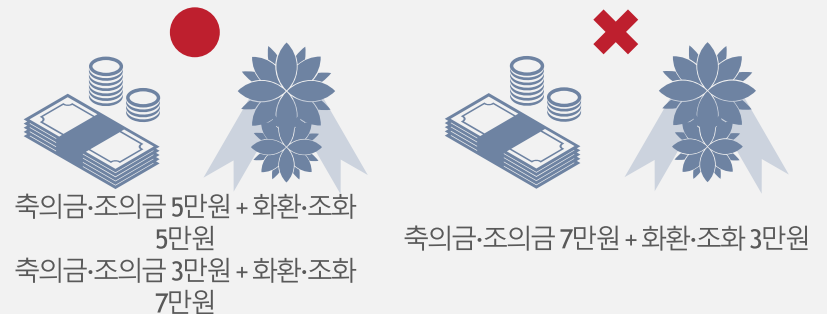 축의금·조의금 5만원 + 화환·조화
5만원
축의금·조의금 3만원 + 화환·조화
7만원
축의금·조의금 7만원 + 화환·조화 3만원